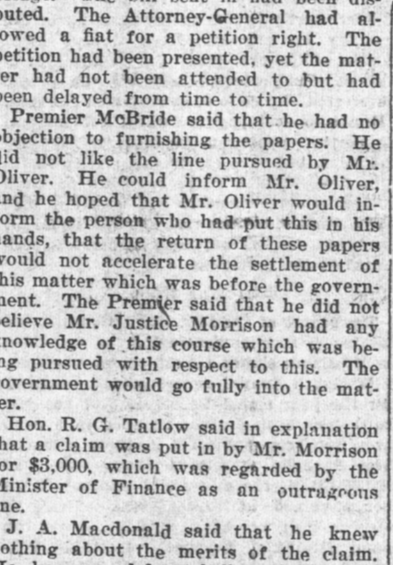 puted. The Attorney-General had al-
owed a fiat for a petition right. The
petition had been presented, yet the mat-
er had not been attended to but had
been delayed from time to time.
Premier McBride said that he had no
objection to furnishing the papers. He
did not like the line pursued by Mr.
Oliver. He could inform Mr. Oliver,
and he hoped that Mr. Oliver would in-
orm the person who had put this in his
hands, that the return of these papers
would not accelerate the settlement of
this matter which was before the govern-
ment. The Premier said that he did not
believe Mr. Justice Morrison had any
knowledge of this course which was be-
ng pursued with respect to this. The
government would go fully into the mat-
er.
Hon. R. G. Tatlow said in explanation
that a claim was put in by Mr. Morrison
or $3,000, which was regarded by the
Minister of Finance as an outrageous
ne.
J. A. Macdonald said that he knew
nothing about the merits of the claim.